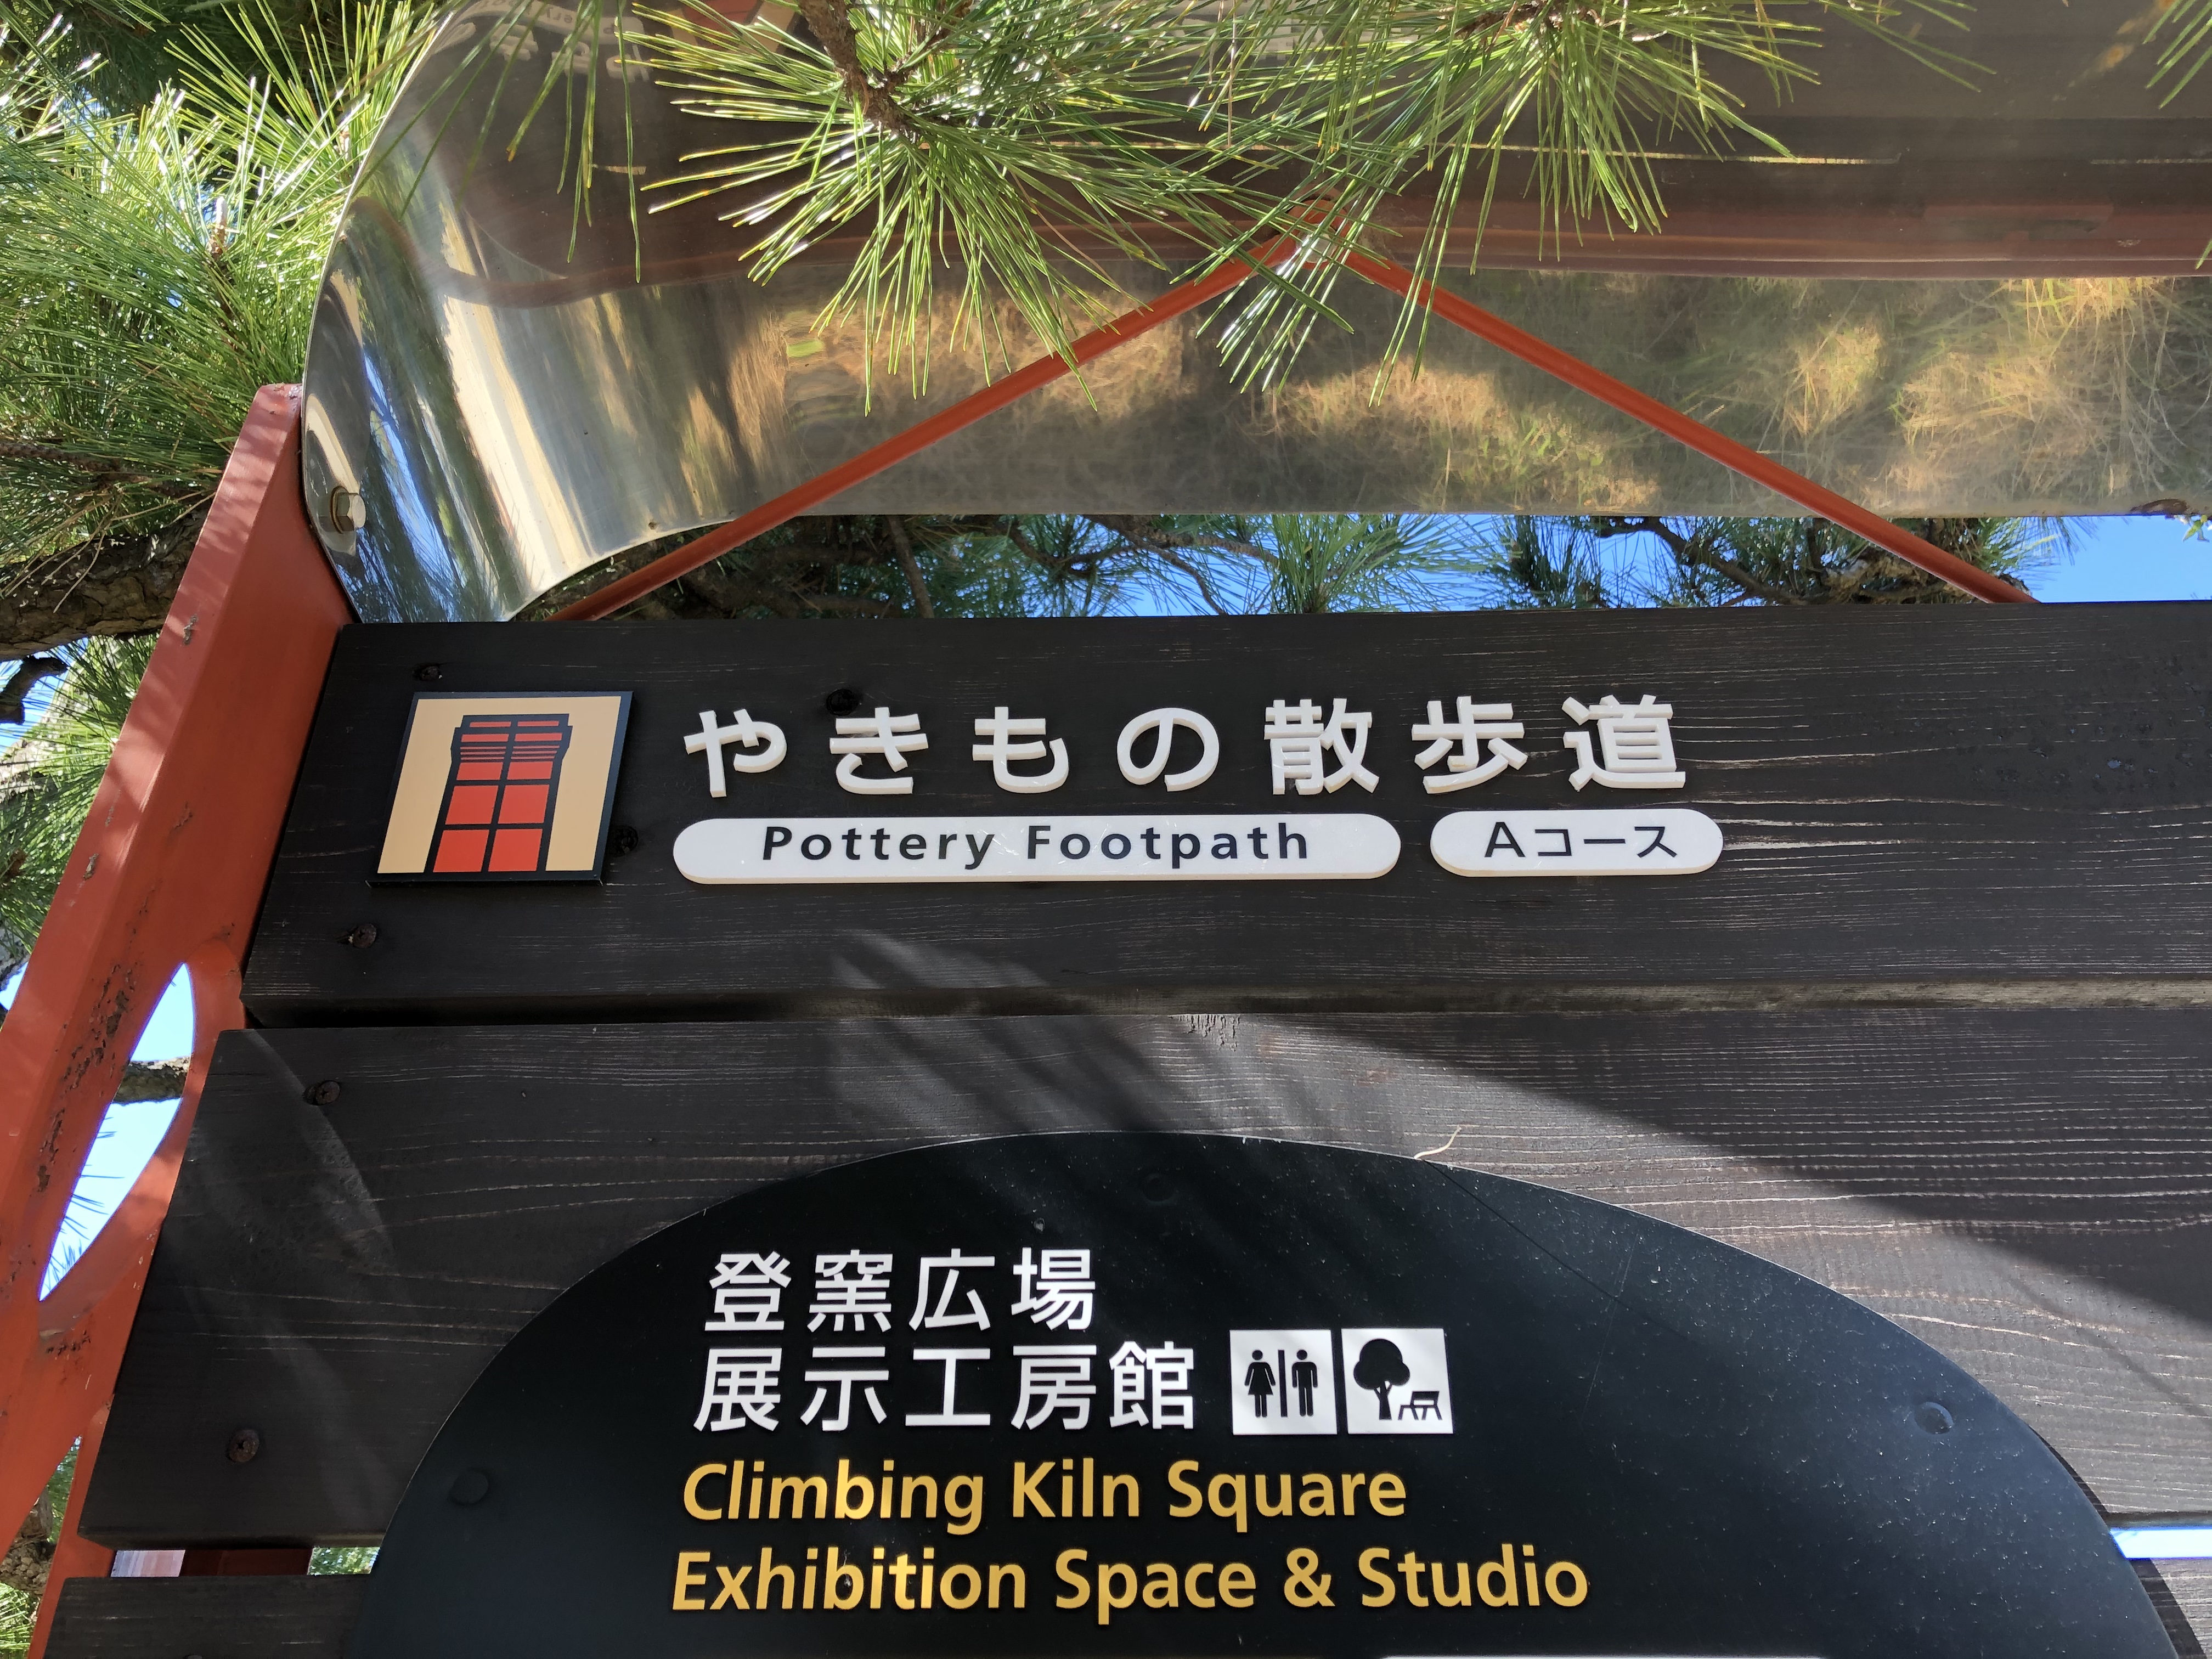 やきもの散歩道
Pottery Footpath Aコース
登窯広場
展示工房館
Climbing Kiln Square
Exhibition Space & Studio